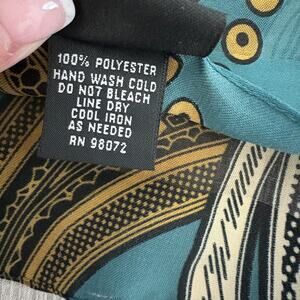 100% POLYESTER
HAND WASH COLD
DO NOT BLEACH
LINE DRY
COOL IRON
AS NEEDED
RN 98072